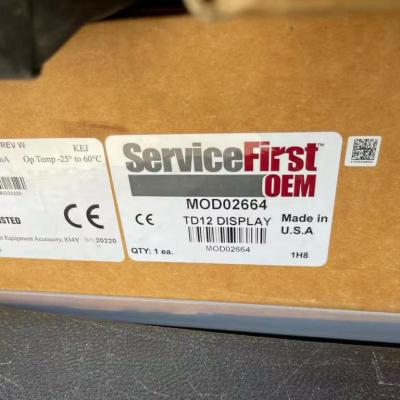 REV W KEJ
Op Temp -25° to 60°C
CE
Equipment Accessory, 834Y
20220
ServiceFirst
OEM
MOD02664
CE
TD12 DISPLAY
Made in
U.S.A
QTY: 1 ea.
MOD02664
1H8